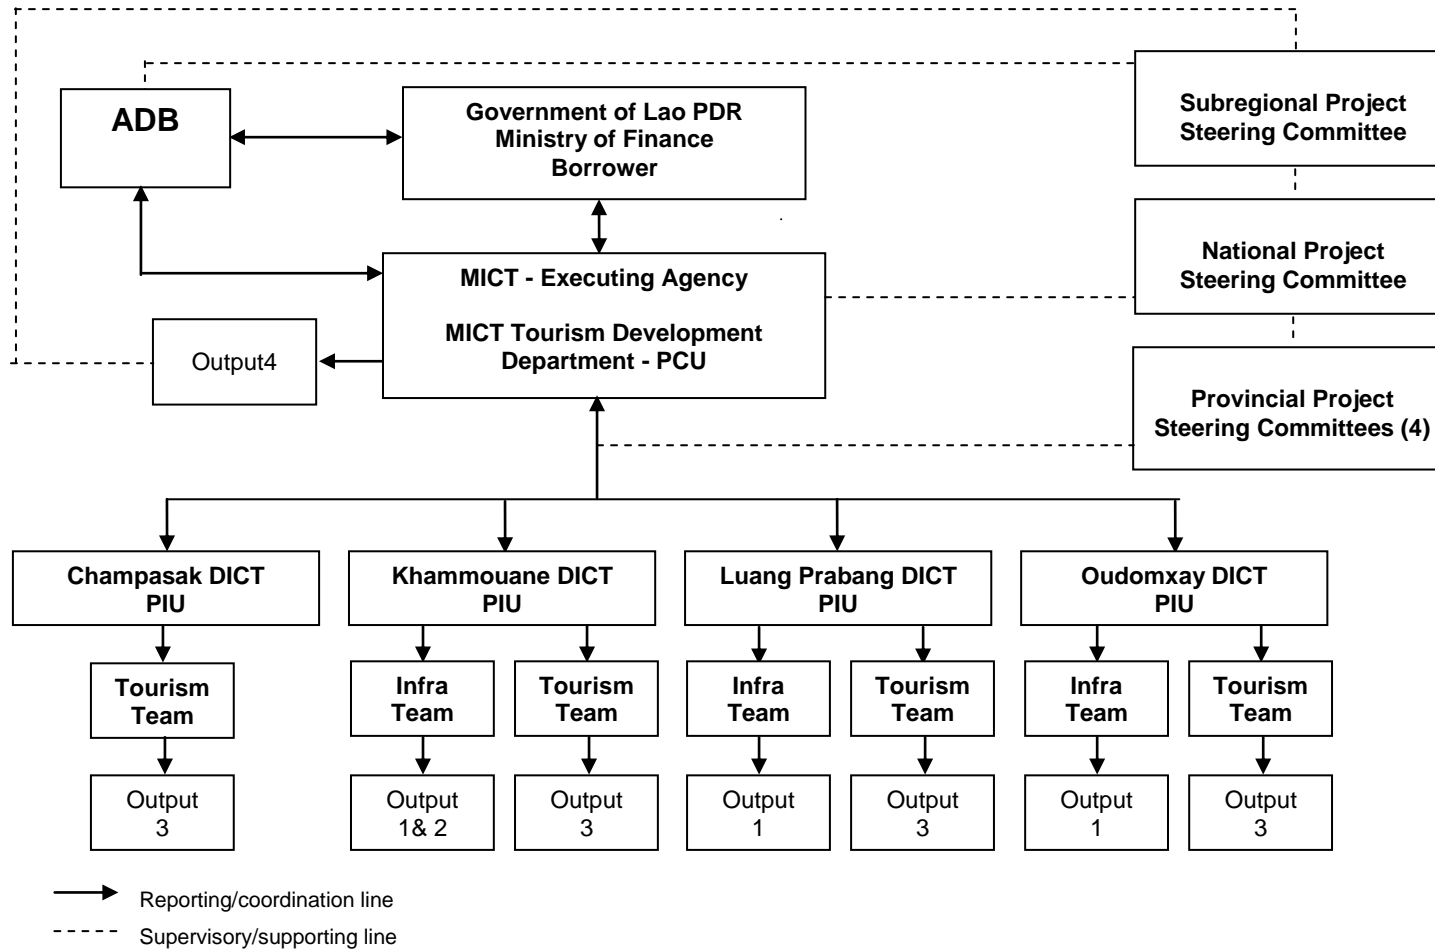 ADB
Government of Lao PDR
Ministry of Finance
Borrower
Subregional Project
Steering Committee
National Project
Steering Committee
MICT - Executing Agency
MICT Tourism Development
Department - PCU
Output4
Provincial Project
Steering Committees (4)
Champasak DICT
PIU
Khammouane DICT
PIU
Luang Prabang DICT
PIU
Oudomxay DICT
PIU
Tourism
Team
Infra
Team
Tourism
Team
Infra
Team
Tourism
Team
Infra
Team
Tourism
Team
Output
3
Output
1& 2
Output
3
Output
1
Output
3
Output
1
Output
3
Reporting/coordination line
Supervisory/supporting line